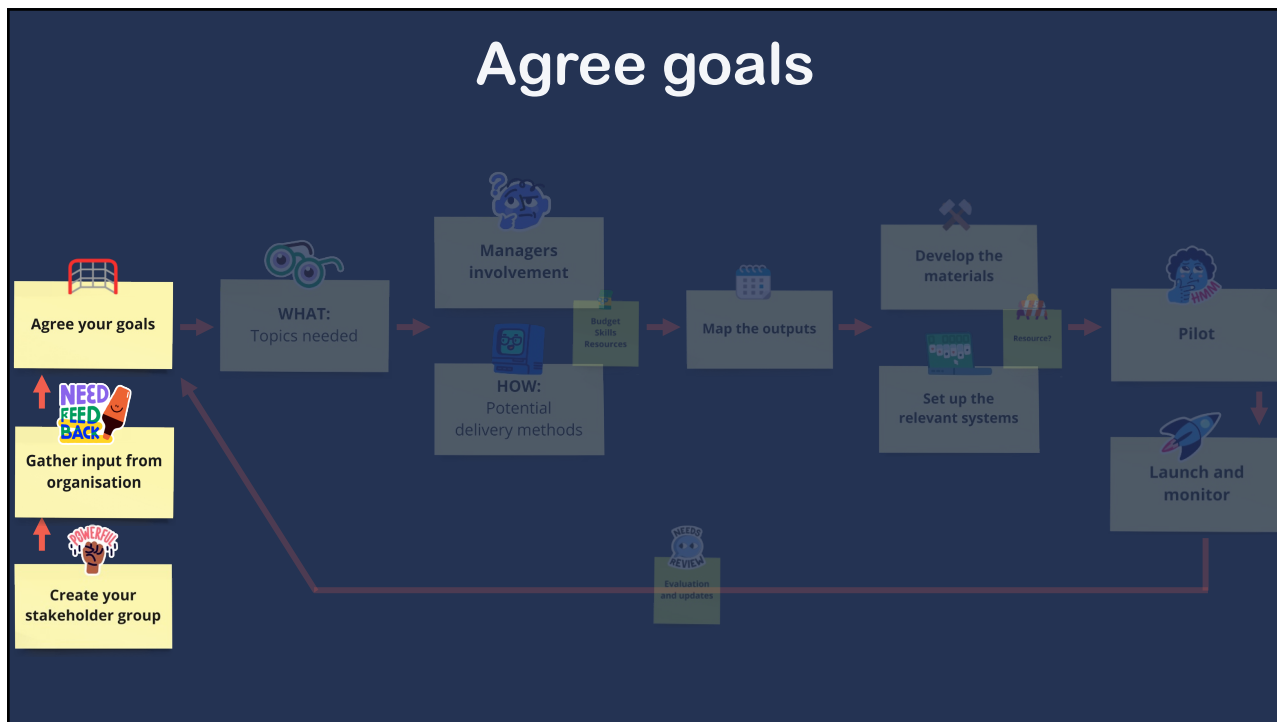 Agree goals
Agree your goals
NEED
FEED
BACK
Gather input from
organisation
POWERFUL
Create your
stakeholder group
WHAT:
Topics needed
Managers
involvement
HOW:
Potential
delivery methods
Budget
Skills
Resources
Map the outputs
Develop the
materials
Set up the
relevant systems
Resource?
HMM
Pilot
Launch and
monitor
NEEDS
REVIEW
Evaluation
and updates